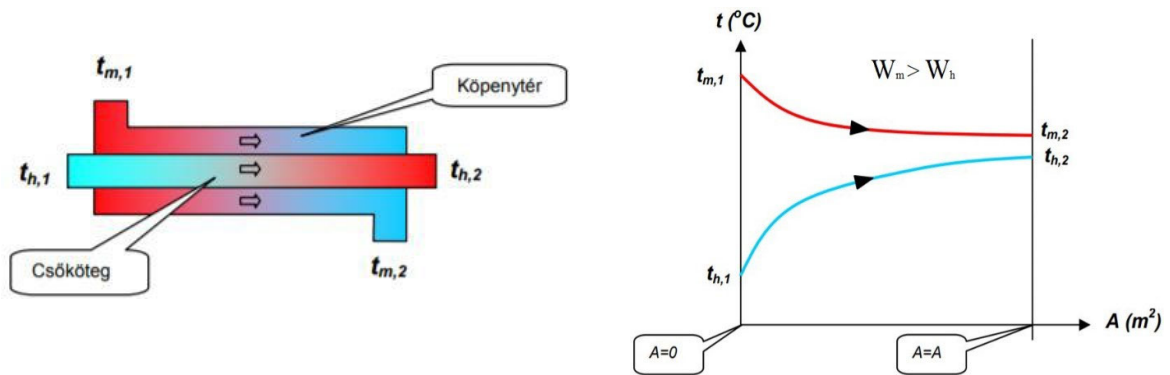 t_m,1
Köpenytér
t_h,1
t_h,2
Csőköteg
t_m,2
t (°C)
W_m > W_h
t_m,1
t_m,2
t_h,2
t_h,1
A (m²)
A=0
A=A